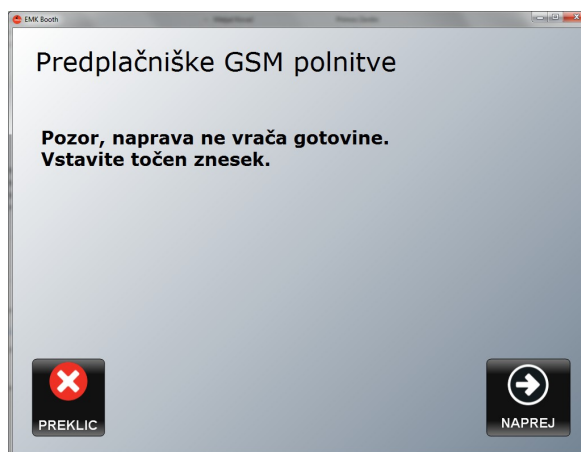 EMK Booth
Predplačniške GSM polnitve
Pozor, naprava ne vrača gotovine.
Vstavite točen znesek.
PREKLIC
NAPREJ